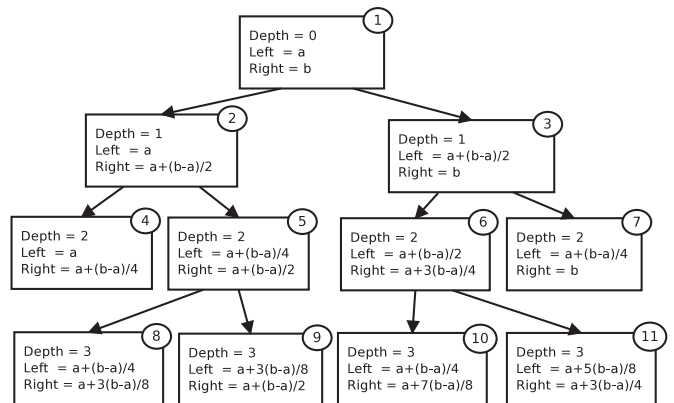 1
Depth = 0
Left = a
Right = b
2
Depth = 1
Left = a
Right = a+(b-a)/2
3
Depth = 1
Left = a+(b-a)/2
Right = b
4
Depth = 2
Left = a
Right = a+(b-a)/4
5
Depth = 2
Left = a+(b-a)/4
Right = a+(b-a)/2
6
Depth = 2
Left = a+(b-a)/2
Right = a+3(b-a)/4
7
Depth = 2
Left = a+(b-a)/4
Right = b
8
Depth = 3
Left = a+(b-a)/4
Right = a+3(b-a)/8
9
Depth = 3
Left = a+3(b-a)/8
Right = a+(b-a)/2
10
Depth = 3
Left = a+(b-a)/4
Right = a+7(b-a)/8
11
Depth = 3
Left = a+5(b-a)/8
Right = a+3(b-a)/4